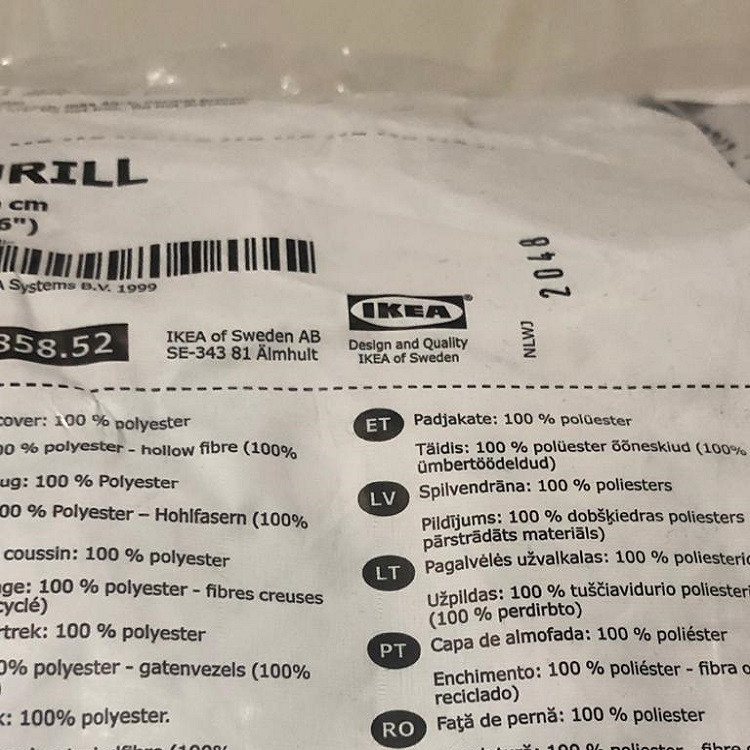 RILL
cm
6")
Systems B.V. 1999
358.52
IKEA of Sweden AB
SE-343 81 Älmhult
IKEA®
Design and Quality
IKEA of Sweden
NLWJ
2048
cover: 100 % polyester
00 % polyester - hollow fibre (100%
ug: 100 % Polyester
00 % Polyester – Hohlfasern (100%
coussin: 100 % polyester
ge: 100 % polyester - fibres creuses
cyclé)
rtrek: 100 % polyester
0% polyester - gatenvezels (100%
)
k: 100% polyester.
ET Padjakate: 100 % polüester
Täidis: 100 % polüester õõneskiud (100%
ümbertöödeldud)
LV Spilvendrāna: 100 % poliesters
Pildījums: 100 % dobšķiedras poliesters
pārstrādāts materiāls)
LT Pagalvėlės užvalkalas: 100 % poliesteri
Užpildas: 100 % tuščiavidurio poliesteri
(100 % perdirbto)
PT Capa de almofada: 100 % poliéster
Enchimento: 100 % poliéster - fibra o
reciclado)
RO Faţă de pernă: 100 % poliester